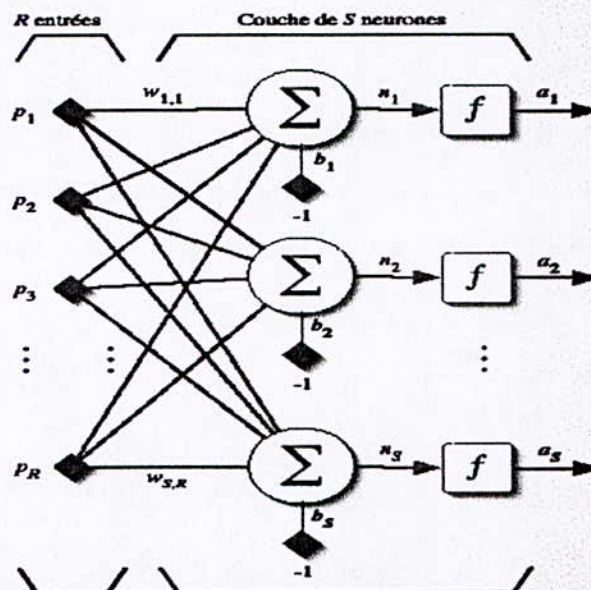 R entrées Couche de S neurones
w1,1 n1 a1
p1 Σ f
b1
-1
p2
n2 a2
Σ f
p3
b2
-1
⋮ ⋮ ⋮
nS aS
pR Σ f
wS,R
bS
-1